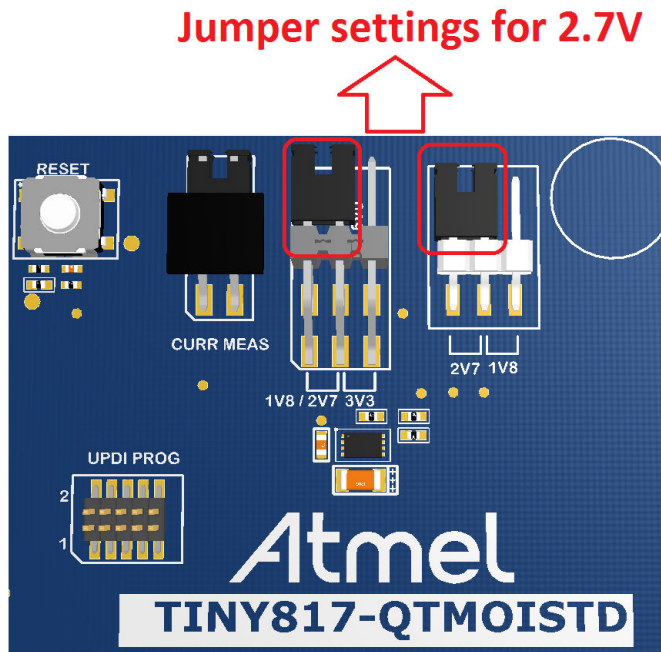 Jumper settings for 2.7V
RESET
CURR MEAS
2V7 1V8
1V8 / 2V7 3V3
UPDI PROG
2
1
Atmel
TINY817-QTMOISTD